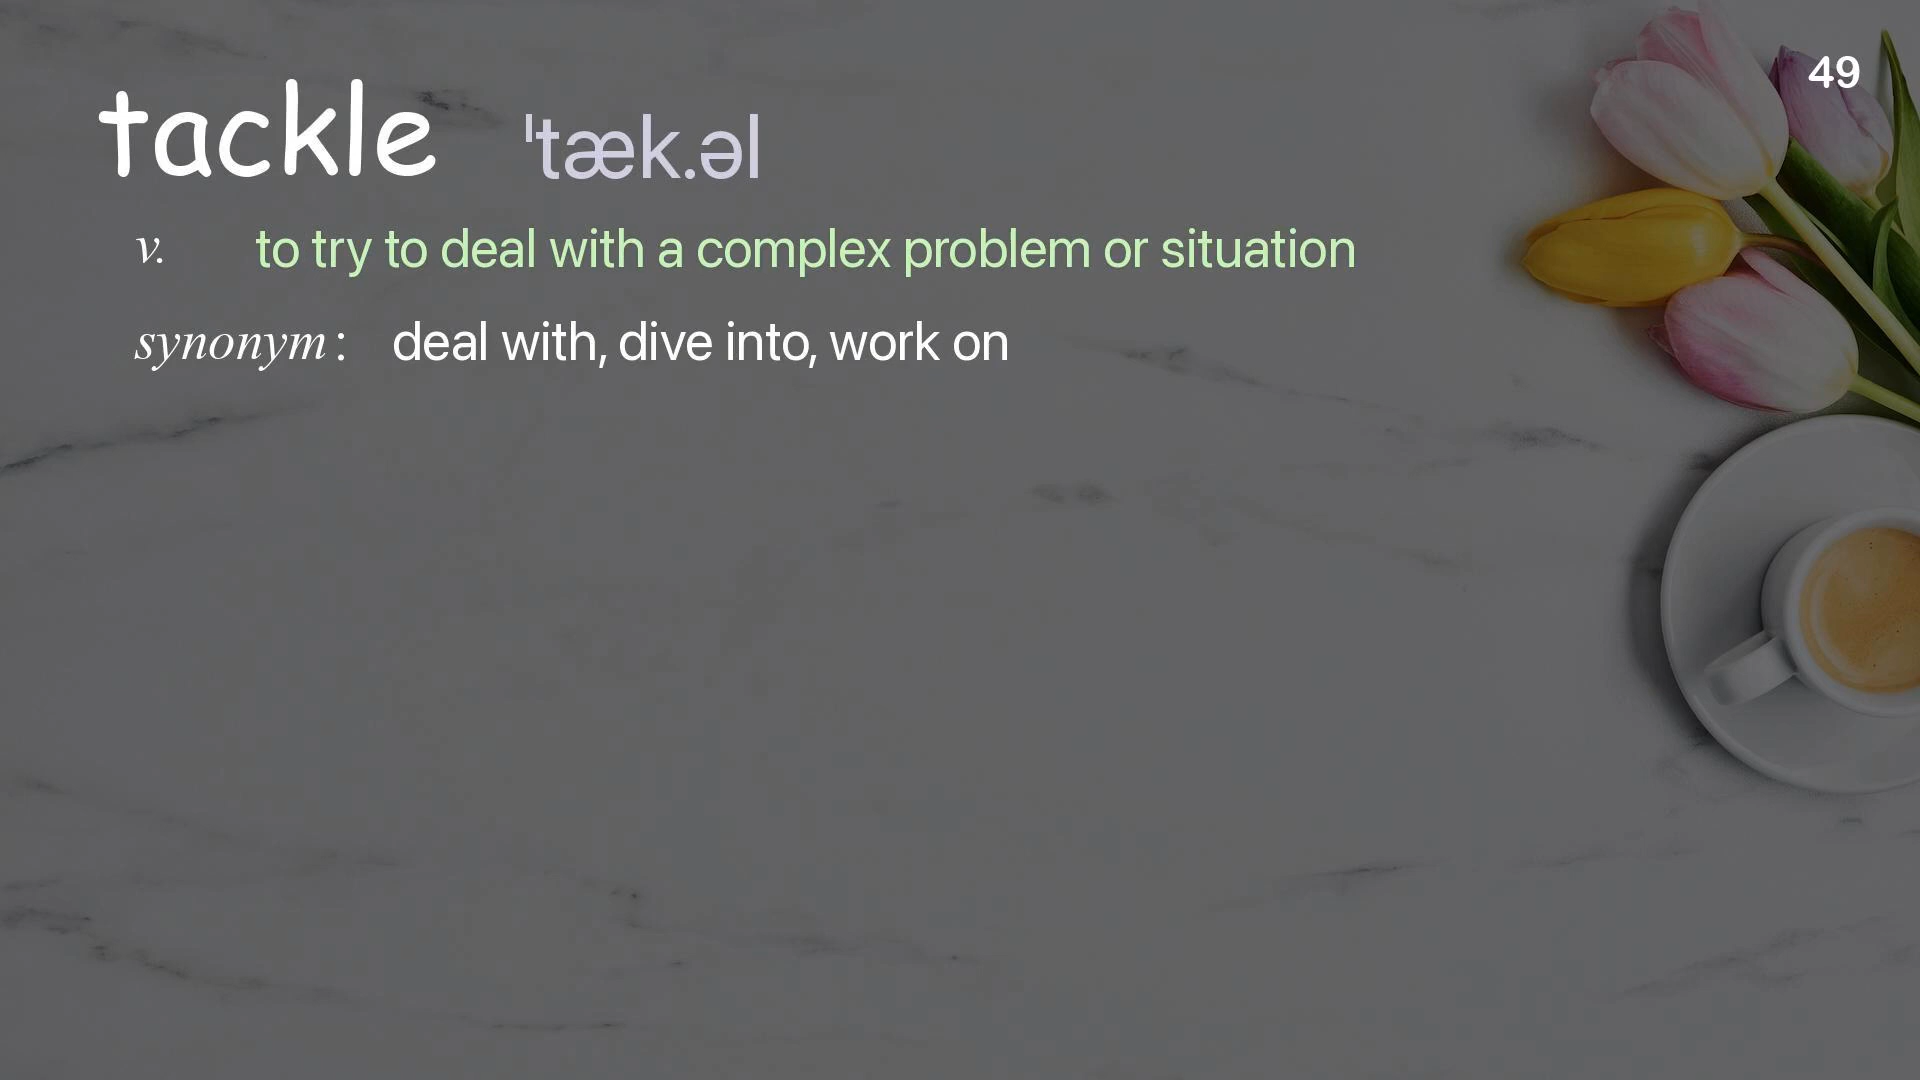 49
tackle ˈtæk.əl
v. to try to deal with a complex problem or situation
synonym : deal with, dive into, work on